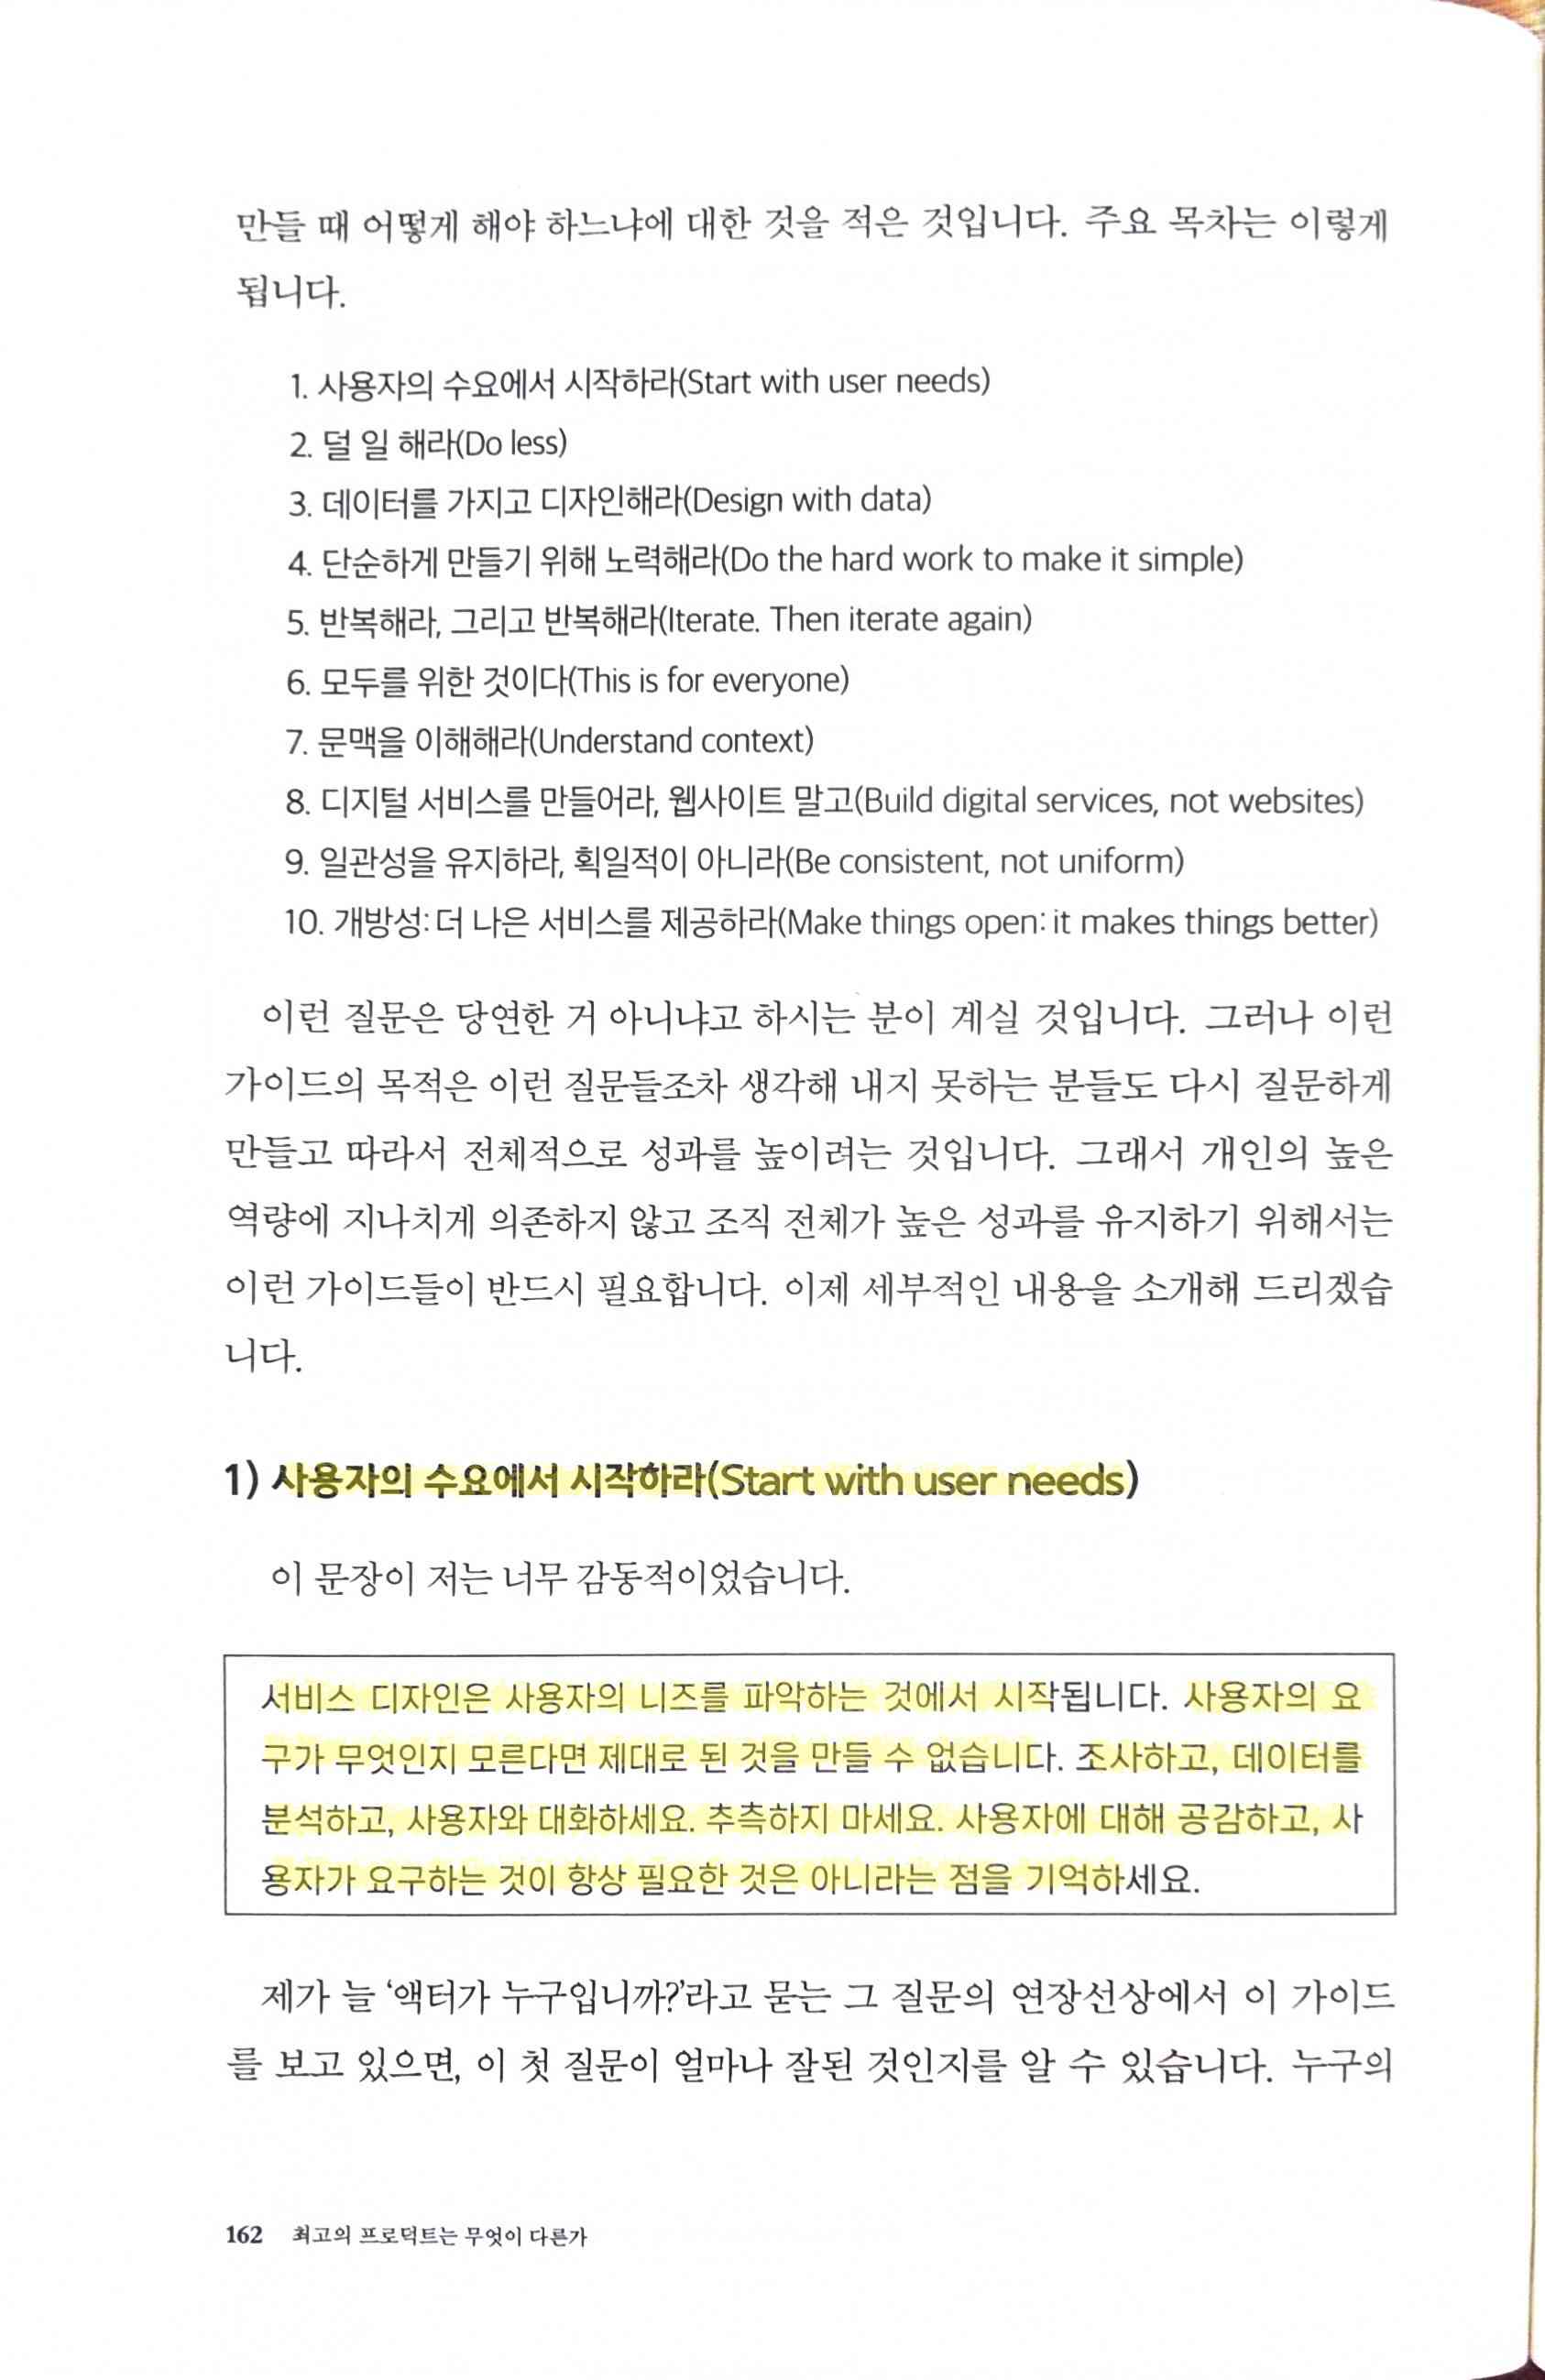 만들 때 어떻게 해야 하느냐에 대한 것을 적은 것입니다. 주요 목차는 이렇게
됩니다.
1. 사용자의 수요에서 시작하라(Start with user needs)
2. 덜 일 해라(Do less)
3. 데이터를 가지고 디자인해라(Design with data)
4. 단순하게 만들기 위해 노력해라(Do the hard work to make it simple)
5. 반복해라, 그리고 반복해라(Iterate. Then iterate again)
6. 모두를 위한 것이다(This is for everyone)
7. 문맥을 이해해라(Understand context)
8. 디지털 서비스를 만들어라, 웹사이트 말고(Build digital services, not websites)
9. 일관성을 유지하라, 획일적이 아니라(Be consistent, not uniform)
10. 개방성: 더 나은 서비스를 제공하라(Make things open: it makes things better)
이런 질문은 당연한 거 아니냐고 하시는 분이 계실 것입니다. 그러나 이런
가이드의 목적은 이런 질문들조차 생각해 내지 못하는 분들도 다시 질문하게
만들고 따라서 전체적으로 성과를 높이려는 것입니다. 그래서 개인의 높은
역량에 지나치게 의존하지 않고 조직 전체가 높은 성과를 유지하기 위해서는
이런 가이드들이 반드시 필요합니다. 이제 세부적인 내용을 소개해 드리겠습
니다.
1) 사용자의 수요에서 시작하라(Start with user needs)
이 문장이 저는 너무 감동적이었습니다.
서비스 디자인은 사용자의 니즈를 파악하는 것에서 시작됩니다. 사용자의 요
구가 무엇인지 모른다면 제대로 된 것을 만들 수 없습니다. 조사하고, 데이터를
분석하고, 사용자와 대화하세요. 추측하지 마세요. 사용자에 대해 공감하고, 사
용자가 요구하는 것이 항상 필요한 것은 아니라는 점을 기억하세요.
제가 늘 ‘액터가 누구입니까?’라고 묻는 그 질문의 연장선상에서 이 가이드
를 보고 있으면, 이 첫 질문이 얼마나 잘된 것인지를 알 수 있습니다. 누구의
162 최고의 프로덕트는 무엇이 다른가